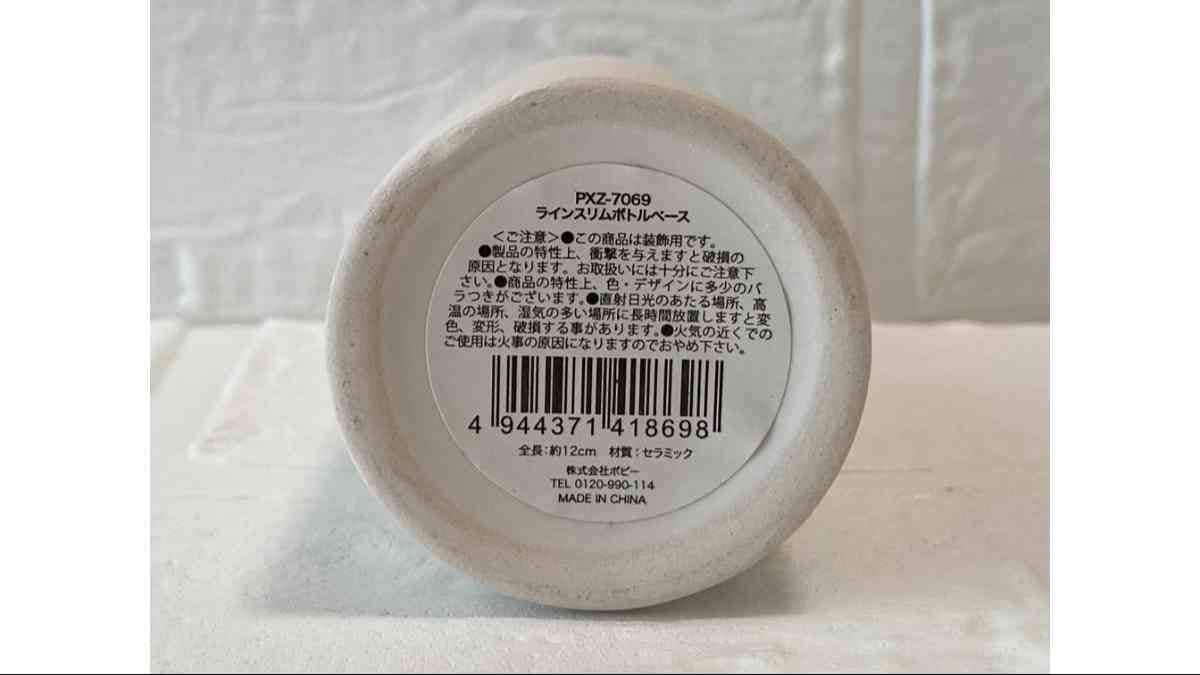 PXZ-7069
ラインスリムボトルベース
＜ご注意＞●この商品は装飾用です。
●製品の特性上、衝撃を与えますと破損の
原因となります。お取扱いには十分にご注意下
さい。●商品の特性上、色・デザインに多少のバ
ラつきがございます。●直射日光のあたる場所、高
温の場所、湿気の多い場所に長時間放置しますと変
色、変形、破損する事があります。●火気の近くでの
ご使用は火事の原因になりますのでおやめ下さい。
4 944371 418698
全長：約12cm 材質：セラミック
株式会社ポピー
TEL 0120-990-114
MADE IN CHINA